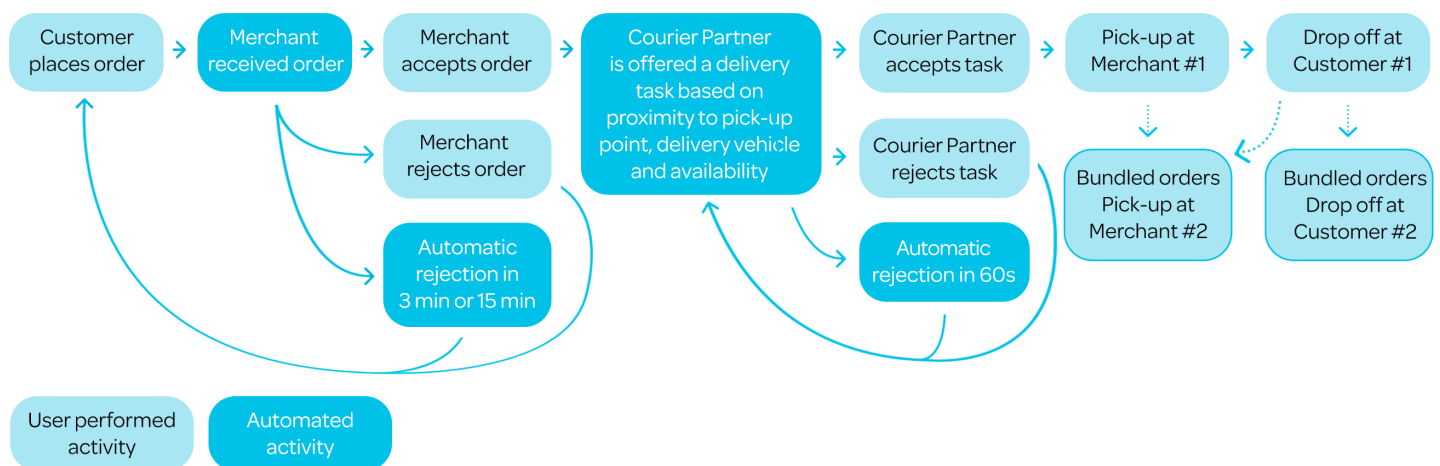 Customer
places order
Merchant
received order
Merchant
accepts order
Merchant
rejects order
Automatic
rejection in
3 min or 15 min
Courier Partner
is offered a delivery
task based on
proximity to pick-up
point, delivery vehicle
and availability
Courier Partner
accepts task
Courier Partner
rejects task
Automatic
rejection in 60s
Pick-up at
Merchant #1
Drop off at
Customer #1
Bundled orders
Pick-up at
Merchant #2
Bundled orders
Drop off at
Customer #2
User performed
activity
Automated
activity